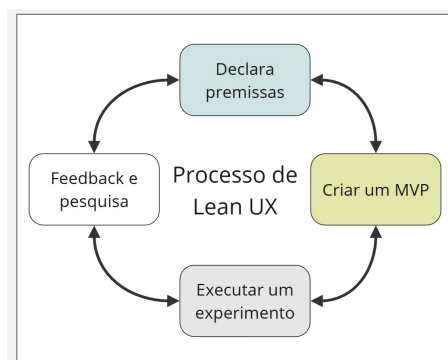 Declara
premissas
Feedback e
pesquisa
Processo de
Lean UX
Criar um MVP
Executar um
experimento